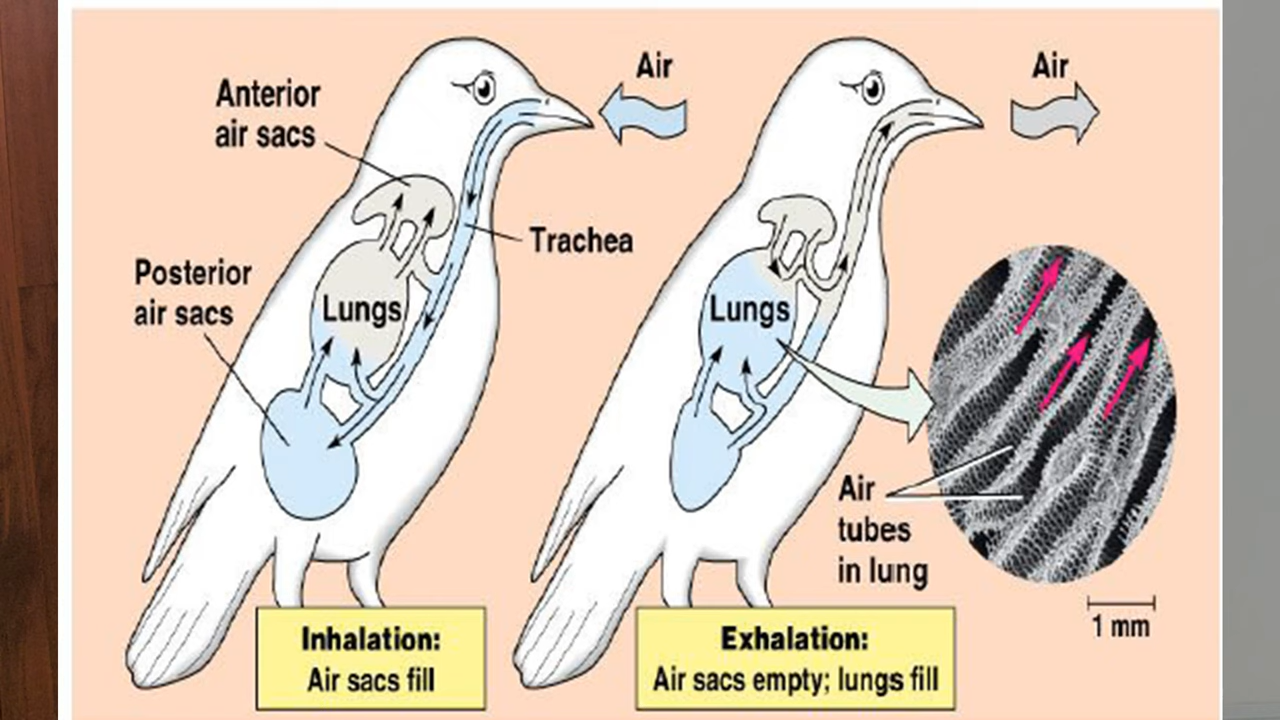 Anterior
air sacs
Air
Air
Trachea
Posterior
air sacs
Lungs
Lungs
Air
tubes
in lung
1 mm
Inhalation:
Air sacs fill
Exhalation:
Air sacs empty; lungs fill